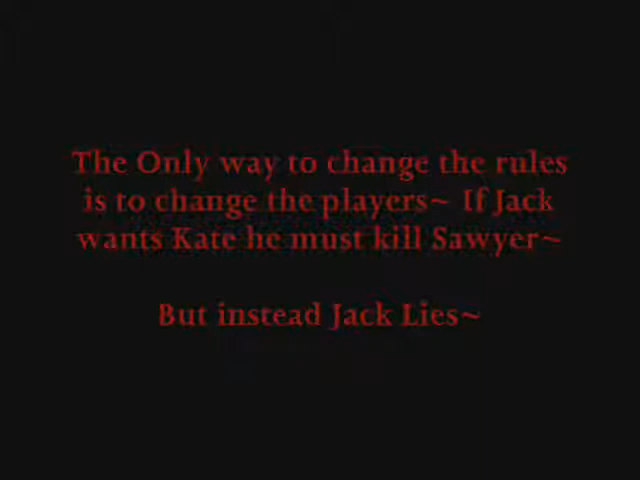 The Only way to change the rules
is to change the players~ If Jack
wants Kate he must kill Sawyer~
But instead Jack Lies~